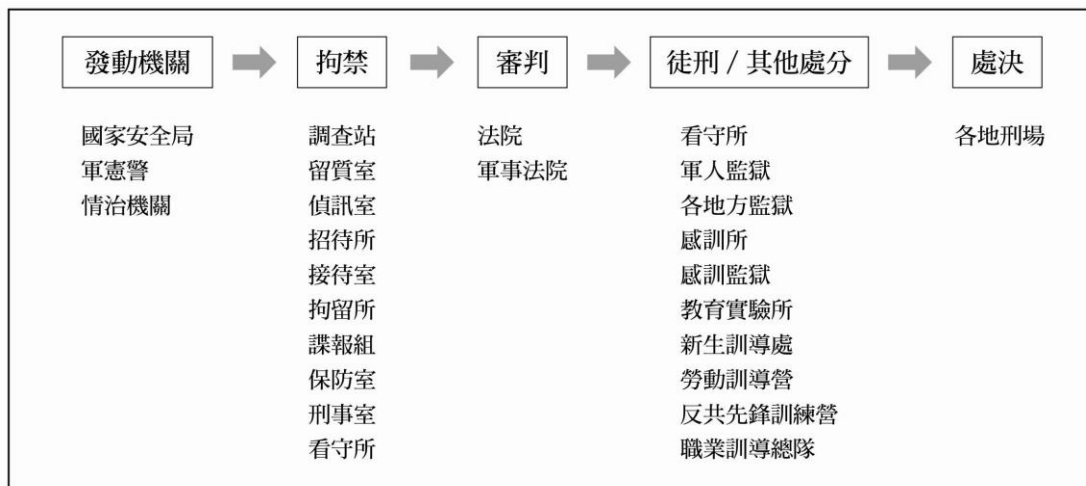 發動機關
拘禁
審判
徒刑 / 其他處分
處決
國家安全局
軍憲警
情治機關
調查站
留質室
偵訊室
招待所
接待室
拘留所
諜報組
保防室
刑事室
看守所
法院
軍事法院
看守所
軍人監獄
各地方監獄
感訓所
感訓監獄
教育實驗所
新生訓導處
勞動訓導營
反共先鋒訓練營
職業訓導總隊
各地刑場